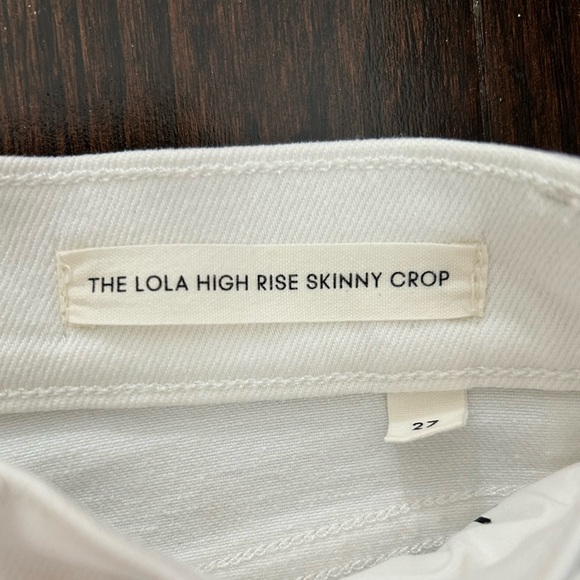 THE LOLA HIGH RISE SKINNY CROP
27